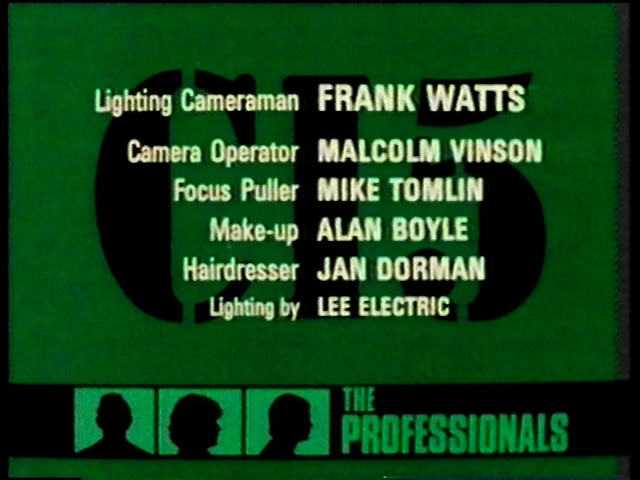 CI5
Lighting Cameraman FRANK WATTS
Camera Operator MALCOLM VINSON
Focus Puller MIKE TOMLIN
Make-up ALAN BOYLE
Hairdresser JAN DORMAN
Lighting by LEE ELECTRIC
THE
PROFESSIONALS